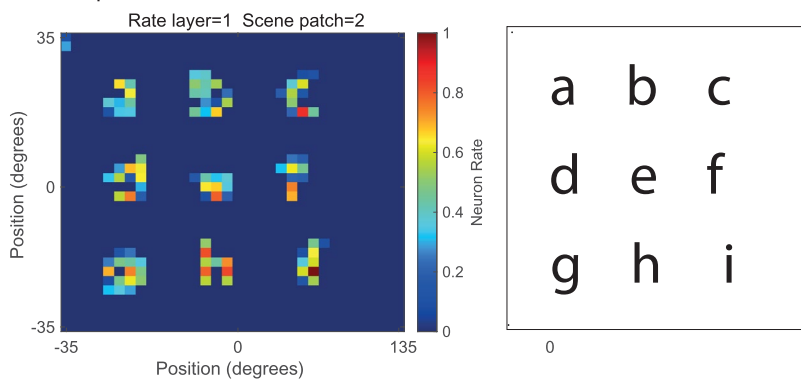 Rate layer=1 Scene patch=2
35
0
-35
-35
0
135
Position (degrees)
Position (degrees)
1
0.8
0.6
0.4
0.2
0
Neuron Rate
a b c
d e f
g h i
0